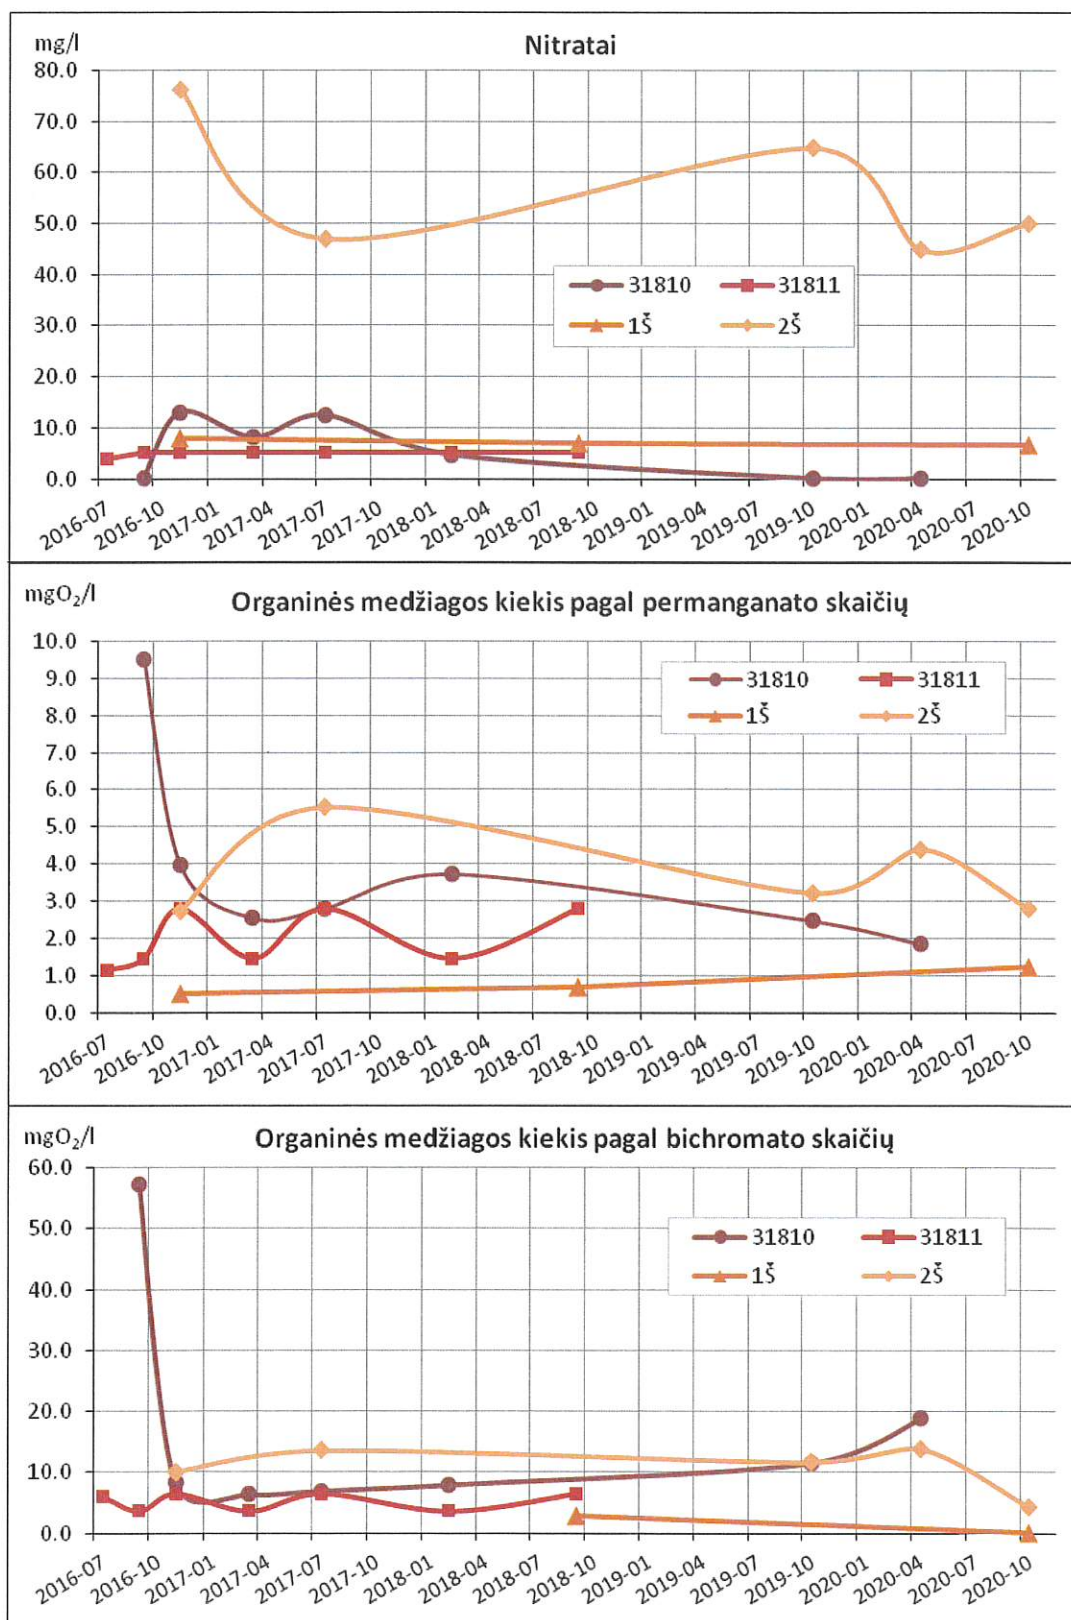 mg/l
Nitratai
80.0
70.0
60.0
50.0
40.0
30.0
20.0
10.0
0.0
31810 31811
1Š 2Š
2016-07 2016-10 2017-01 2017-04 2017-07 2017-10 2018-01 2018-04 2018-07 2018-10 2019-01 2019-04 2019-07 2019-10 2020-01 2020-04 2020-07 2020-10
mgO₂/l
Organinės medžiagos kiekis pagal permanganato skaičių
10.0
9.0
8.0
7.0
6.0
5.0
4.0
3.0
2.0
1.0
0.0
31810 31811
1Š 2Š
2016-07 2016-10 2017-01 2017-04 2017-07 2017-10 2018-01 2018-04 2018-07 2018-10 2019-01 2019-04 2019-07 2019-10 2020-01 2020-04 2020-07 2020-10
mgO₂/l
Organinės medžiagos kiekis pagal bichromato skaičių
60.0
50.0
40.0
30.0
20.0
10.0
0.0
31810 31811
1Š 2Š
2016-07 2016-10 2017-01 2017-04 2017-07 2017-10 2018-01 2018-04 2018-07 2018-10 2019-01 2019-04 2019-07 2019-10 2020-01 2020-04 2020-07 2020-10